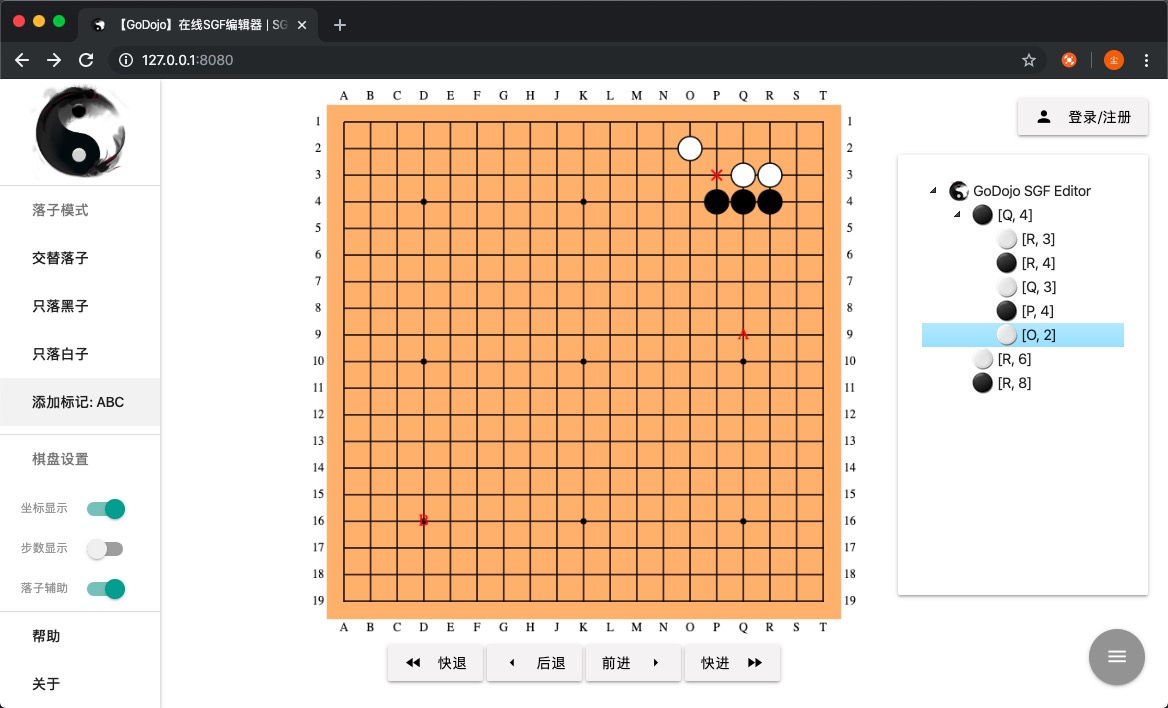 【GoDojo】在线SGF编辑器 | SG
127.0.0.1:8080
落子模式
交替落子
只落黑子
只落白子
添加标记: ABC
棋盘设置
坐标显示
步数显示
落子辅助
帮助
关于
A B C D E F G H J K L M N O P Q R S T
1 1
2 2
3 3
4 4
5 5
6 6
7 7
8 8
9 A 9
10 10
11 11
12 12
13 13
14 14
15 15
16 B 16
17 17
18 18
19 19
A B C D E F G H J K L M N O P Q R S T
快退 后退 前进 快进
登录/注册
GoDojo SGF Editor
[Q, 4]
[R, 3]
[R, 4]
[Q, 3]
[P, 4]
[O, 2]
[R, 6]
[R, 8]